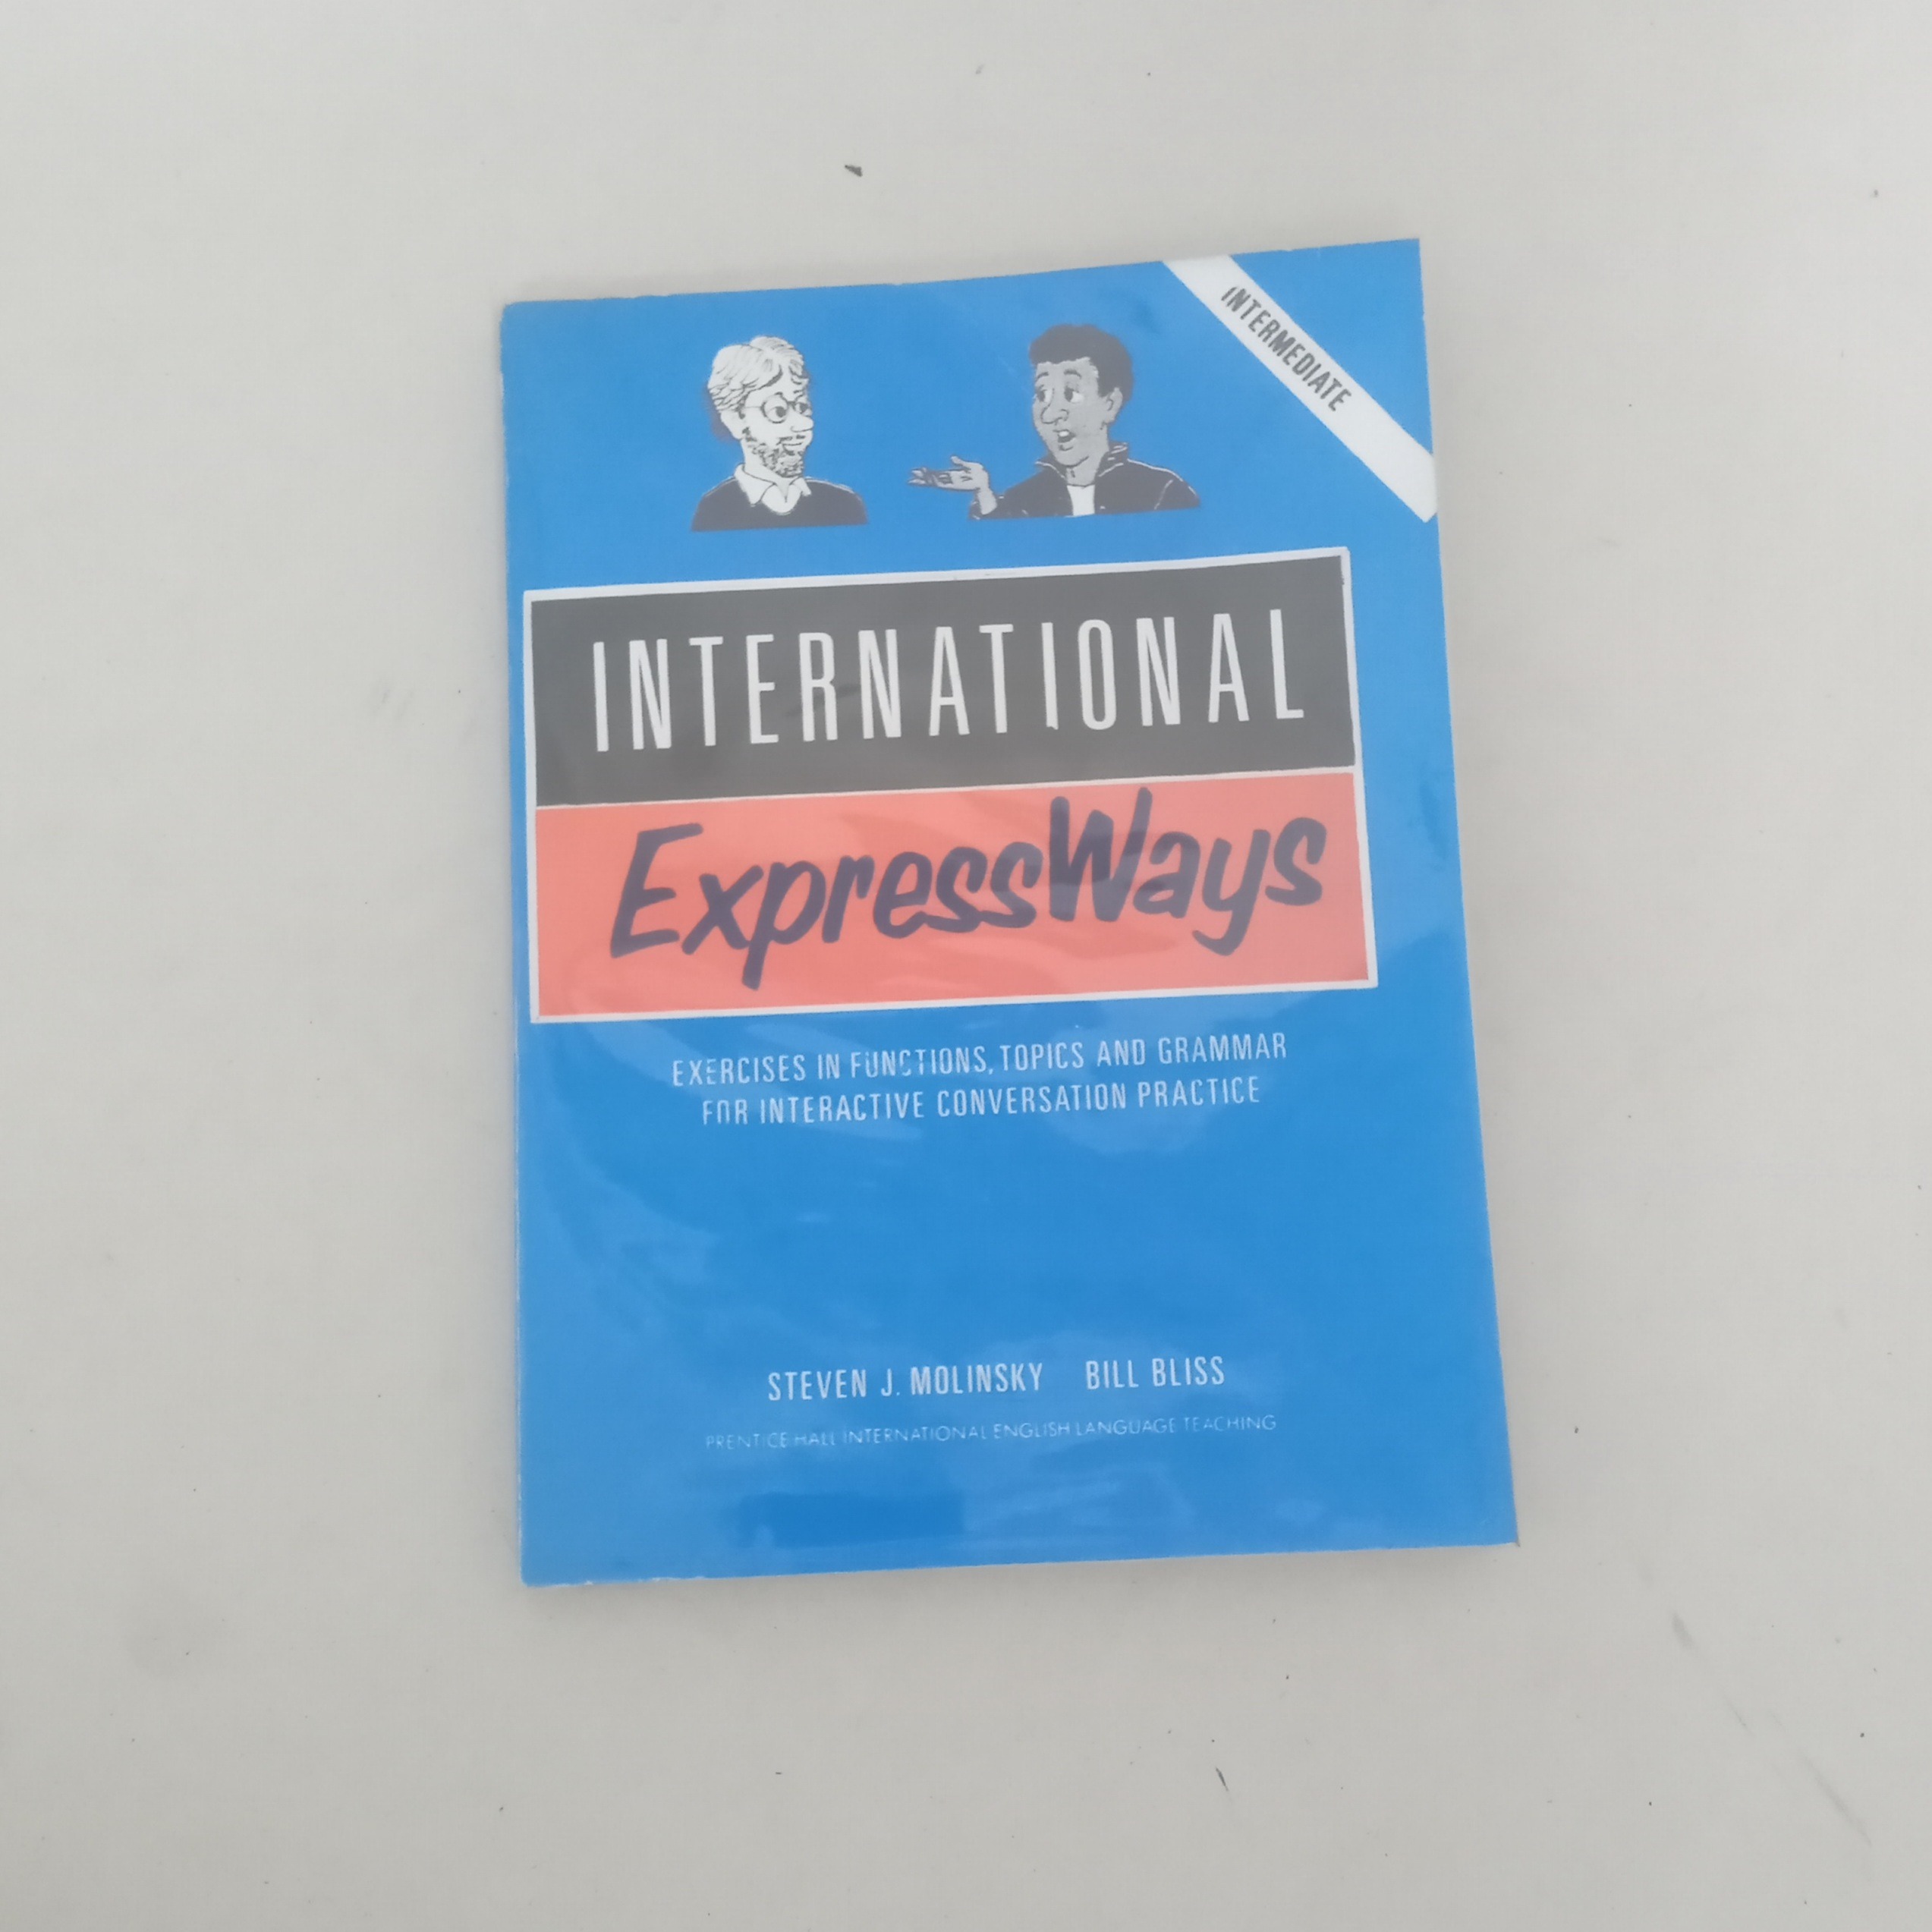 INTERMEDIATE
INTERNATIONAL
ExpressWays
EXERCISES IN FUNCTIONS, TOPICS AND GRAMMAR
FOR INTERACTIVE CONVERSATION PRACTICE
STEVEN J. MOLINSKY BILL BLISS
PRENTICE HALL INTERNATIONAL ENGLISH LANGUAGE TEACHING